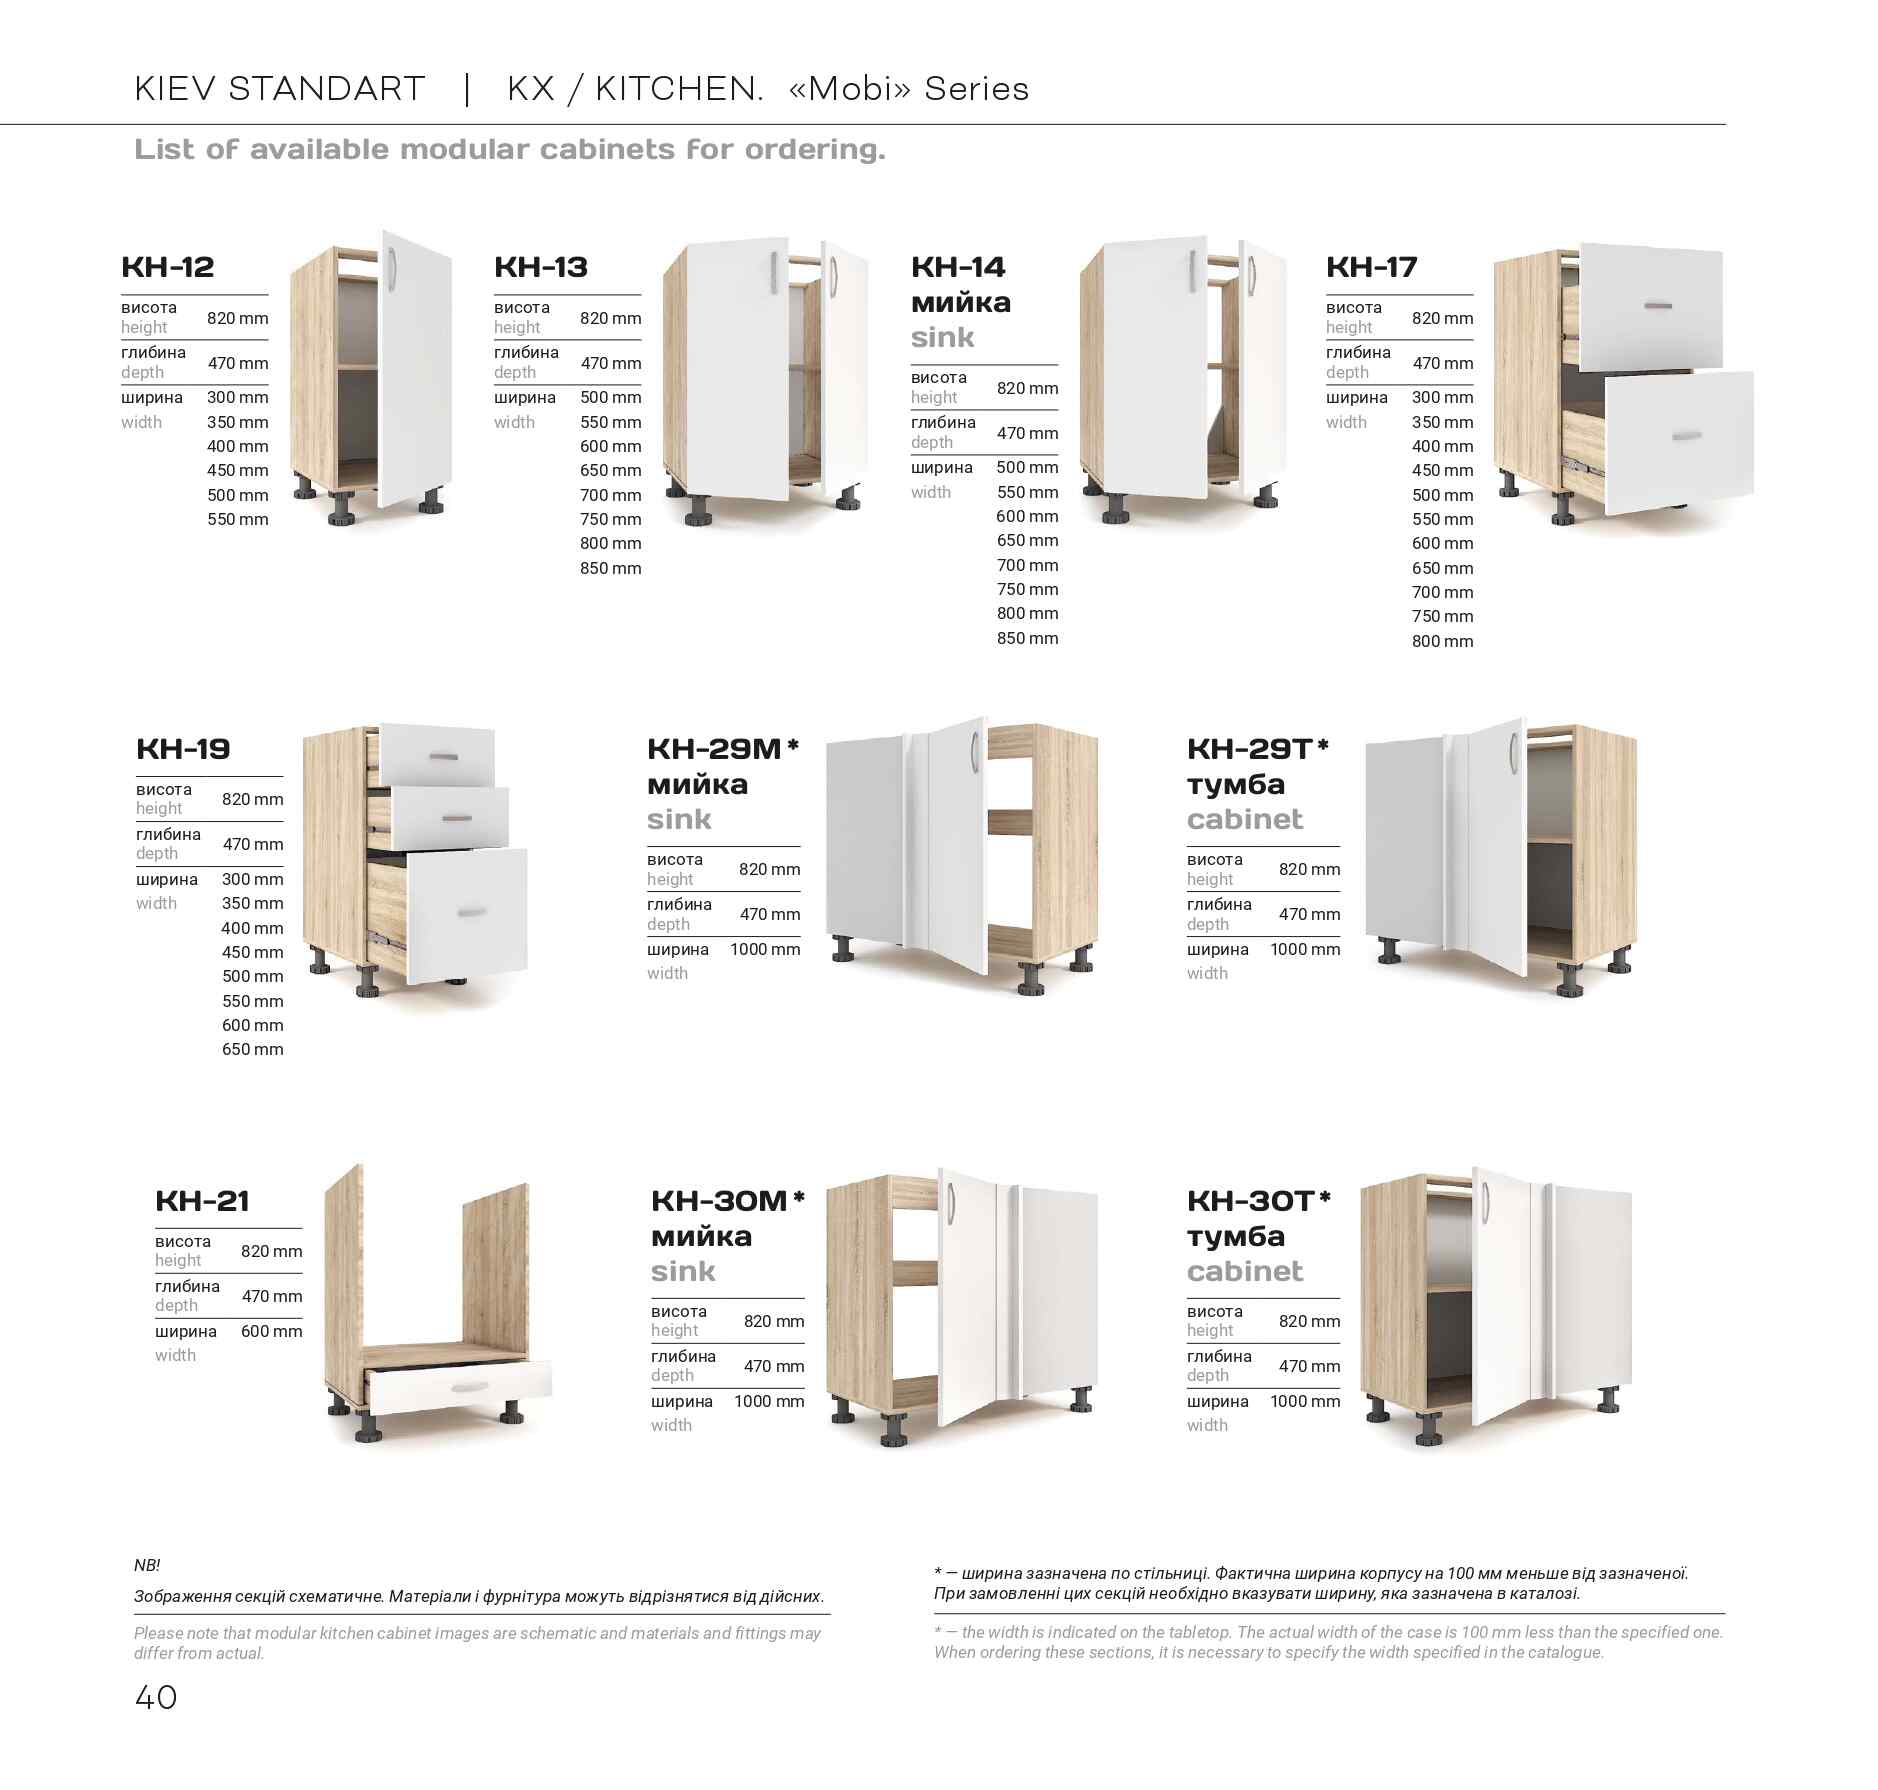 KIEV STANDART | KX / KITCHEN. «Mobi» Series
List of available modular cabinets for ordering.
КН-12
висота
height
820 mm
глибина
depth
470 mm
ширина
width
300 mm
350 mm
400 mm
450 mm
500 mm
550 mm
КН-13
висота
height
820 mm
глибина
depth
470 mm
ширина
width
500 mm
550 mm
600 mm
650 mm
700 mm
750 mm
800 mm
850 mm
КН-14
мийка
sink
висота
height
820 mm
глибина
depth
470 mm
ширина
width
500 mm
550 mm
600 mm
650 mm
700 mm
750 mm
800 mm
850 mm
КН-17
висота
height
820 mm
глибина
depth
470 mm
ширина
width
300 mm
350 mm
400 mm
450 mm
500 mm
550 mm
600 mm
650 mm
700 mm
750 mm
800 mm
КН-19
висота
height
820 mm
глибина
depth
470 mm
ширина
width
300 mm
350 mm
400 mm
450 mm
500 mm
550 mm
600 mm
650 mm
КН-29М*
мийка
sink
висота
height
820 mm
глибина
depth
470 mm
ширина
width
1000 mm
КН-29Т*
тумба
cabinet
висота
height
820 mm
глибина
depth
470 mm
ширина
width
1000 mm
КН-21
висота
height
820 mm
глибина
depth
470 mm
ширина
width
600 mm
КН-30М*
мийка
sink
висота
height
820 mm
глибина
depth
470 mm
ширина
width
1000 mm
КН-30Т*
тумба
cabinet
висота
height
820 mm
глибина
depth
470 mm
ширина
width
1000 mm
NB!
Зображення секцій схематичне. Матеріали і фурнітура можуть відрізнятися від дійсних.
Please note that modular kitchen cabinet images are schematic and materials and fittings may
differ from actual.
* — ширина зазначена по стільниці. Фактична ширина корпусу на 100 мм меньше від зазначеної.
При замовленні цих секцій необхідно вказувати ширину, яка зазначена в каталозі.
* — the width is indicated on the tabletop. The actual width of the case is 100 mm less than the specified one.
When ordering these sections, it is necessary to specify the width specified in the catalogue.
40